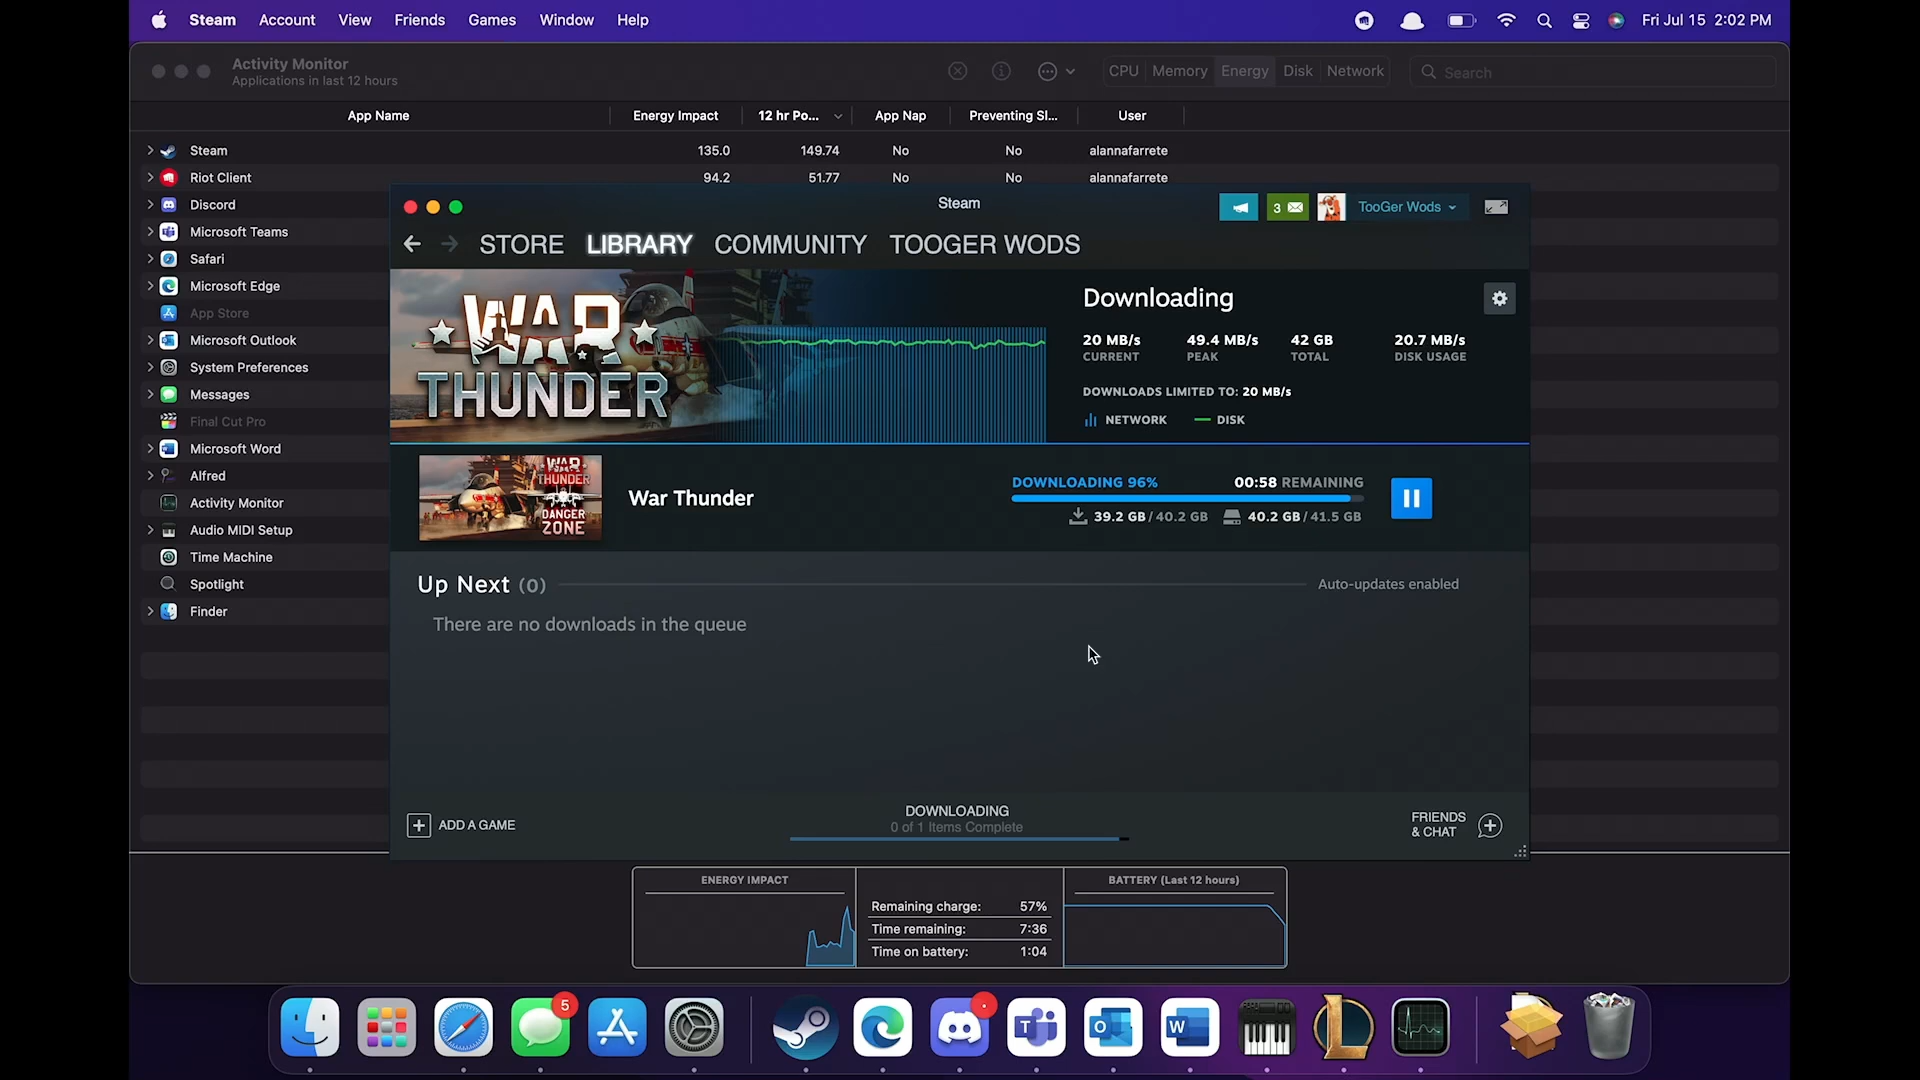 Steam Account View Friends Games Window Help Fri Jul 15 2:02 PM
Activity Monitor
Applications in last 12 hours
CPU Memory Energy Disk Network Search
App Name Energy Impact 12 hr Po... App Nap Preventing Sl... User
Steam 135.0 149.74 No No alannafarrete
Riot Client 94.2 51.77 No No alannafarrete
Discord
Microsoft Teams
Safari
Microsoft Edge
App Store
Microsoft Outlook
System Preferences
Messages
Final Cut Pro
Microsoft Word
Alfred
Activity Monitor
Audio MIDI Setup
Time Machine
Spotlight
Finder
Steam
3 TooGer Wods
STORE LIBRARY COMMUNITY TOOGER WODS
WAR
THUNDER
Downloading
20 MB/s 49.4 MB/s 42 GB 20.7 MB/s
CURRENT PEAK TOTAL DISK USAGE
DOWNLOADS LIMITED TO: 20 MB/s
NETWORK DISK
WAR
THUNDER
DANGER
ZONE
War Thunder
DOWNLOADING 96% 00:58 REMAINING
39.2 GB / 40.2 GB 40.2 GB / 41.5 GB
Up Next (0) Auto-updates enabled
There are no downloads in the queue
ADD A GAME
DOWNLOADING
0 of 1 Items Complete
FRIENDS
& CHAT
ENERGY IMPACT
Remaining charge: 57%
Time remaining: 7:36
Time on battery: 1:04
BATTERY (Last 12 hours)
5